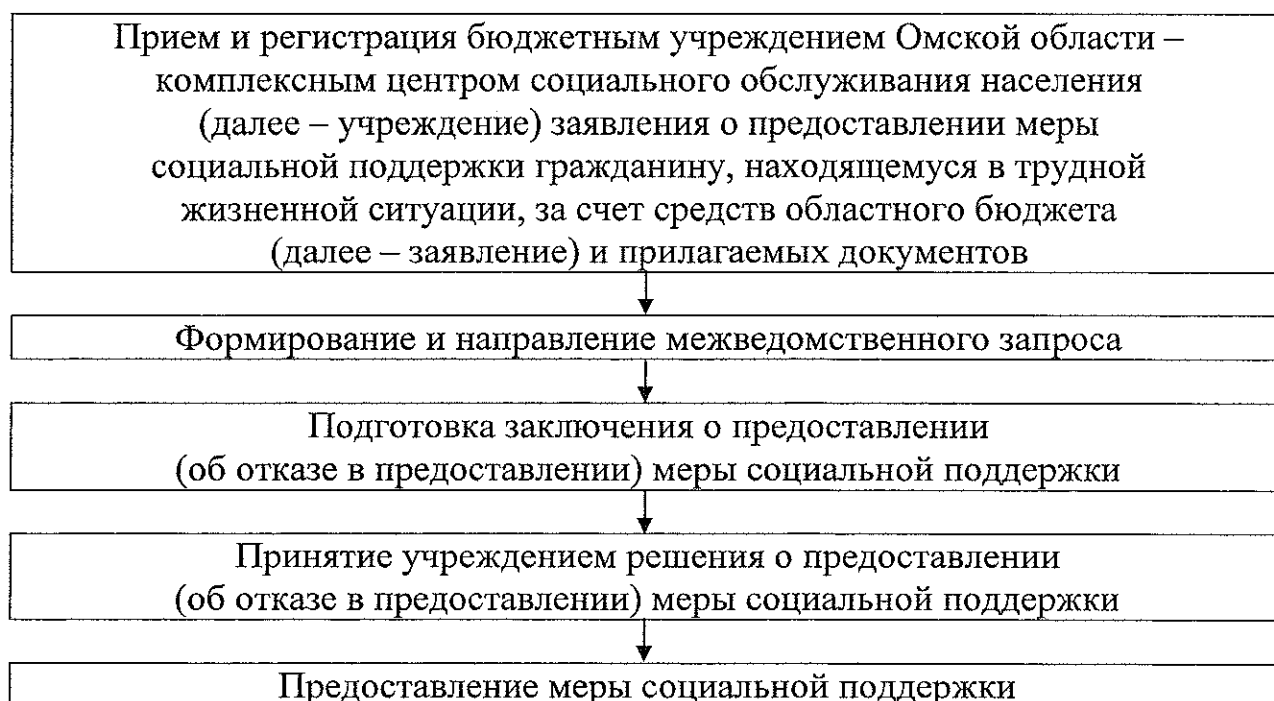 Прием и регистрация бюджетным учреждением Омской области –
комплексным центром социального обслуживания населения
(далее – учреждение) заявления о предоставлении меры
социальной поддержки гражданину, находящемуся в трудной
жизненной ситуации, за счет средств областного бюджета
(далее – заявление) и прилагаемых документов
Формирование и направление межведомственного запроса
Подготовка заключения о предоставлении
(об отказе в предоставлении) меры социальной поддержки
Принятие учреждением решения о предоставлении
(об отказе в предоставлении) меры социальной поддержки
Предоставление меры социальной поддержки